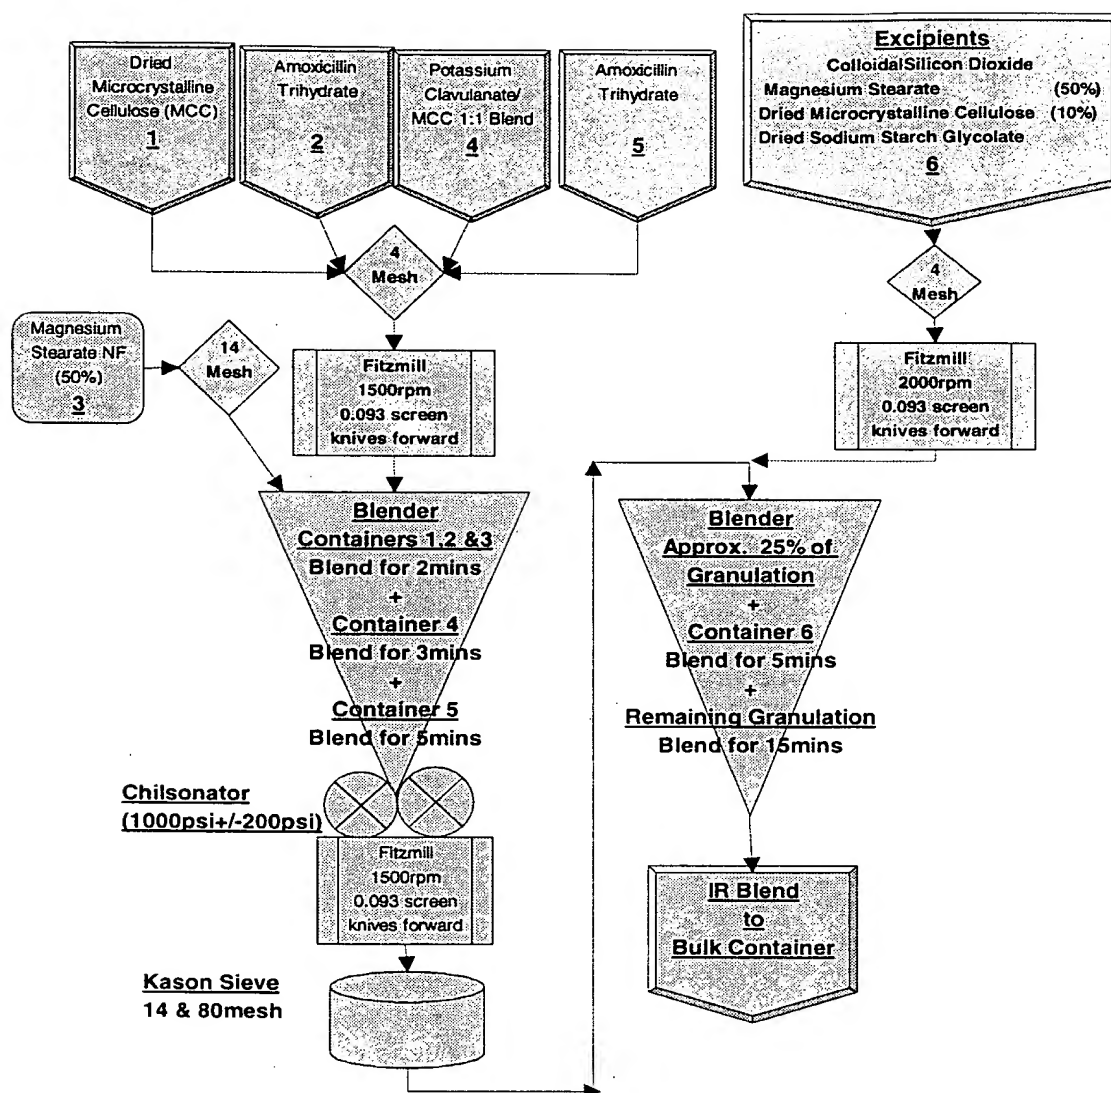 Dried
Microcrystalline
Cellulose (MCC)
1
Amoxicillin
Trihydrate
2
Potassium
Clavulanate/
MCC 1:1 Blend
4
Amoxicillin
Trihydrate
5
Excipients
ColloidalSilicon Dioxide
Magnesium Stearate (50%)
Dried Microcrystalline Cellulose (10%)
Dried Sodium Starch Glycolate
6
4
Mesh
4
Mesh
Magnesium
Stearate NF
(50%)
3
14
Mesh
Fitzmill
1500rpm
0.093 screen
knives forward
Fitzmill
2000rpm
0.093 screen
knives forward
Blender
Containers 1,2 &3
Blend for 2mins
+
Container 4
Blend for 3mins
+
Container 5
Blend for 5mins
Blender
Approx. 25% of
Granulation
+
Container 6
Blend for 5mins
+
Remaining Granulation
Blend for 15mins
Chilsonator
(1000psi+/-200psi)
Fitzmill
1500rpm
0.093 screen
knives forward
IR Blend
to
Bulk Container
Kason Sieve
14 & 80mesh